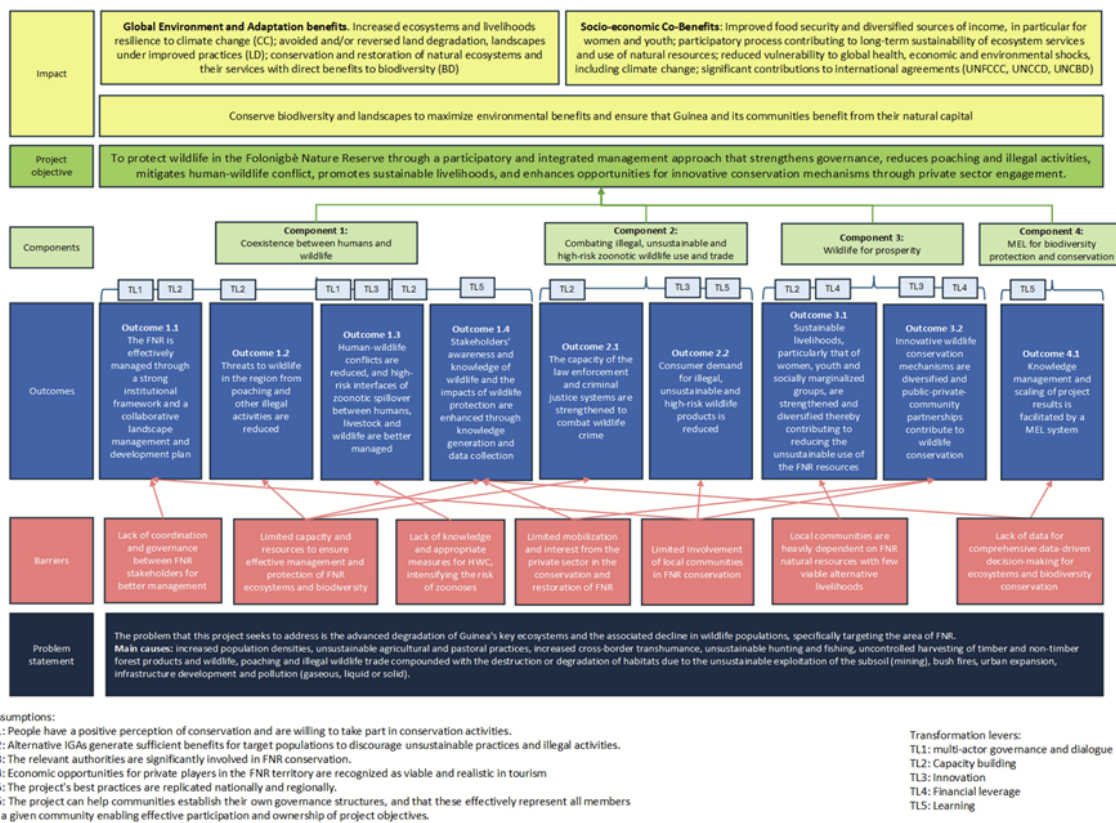 Impact
Global Environment and Adaptation benefits. Increased ecosystems and livelihoods
resilience to climate change (CC); avoided and/or reversed land degradation, landscapes
under improved practices (LD); conservation and restoration of natural ecosystems and
their services with direct benefits to biodiversity (BD)
Socio-economic Co-Benefits: Improved food security and diversified sources of income, in particular for
women and youth; participatory process contributing to long-term sustainability of ecosystem services
and use of natural resources; reduced vulnerability to global health, economic and environmental shocks,
including climate change; significant contributions to international agreements (UNFCCC, UNCCD, UNCBD)
Conserve biodiversity and landscapes to maximize environmental benefits and ensure that Guinea and its communities benefit from their natural capital
Project
objective
To protect wildlife in the Folonigbè Nature Reserve through a participatory and integrated management approach that strengthens governance, reduces poaching and illegal activities,
mitigates human-wildlife conflict, promotes sustainable livelihoods, and enhances opportunities for innovative conservation mechanisms through private sector engagement.
Components
Component 1:
Coexistence between humans and
wildlife
Component 2:
Combating illegal, unsustainable and
high-risk zoonotic wildlife use and trade
Component 3:
Wildlife for prosperity
Component 4:
MEL for biodiversity
protection and conservation
TL1 TL2
TL2
TL1 TL3 TL2
TL5
TL2
TL3 TL5
TL2 TL4
TL3 TL4
TL5
Outcomes
Outcome 1.1
The FNR is
effectively
managed through
a strong
institutional
framework and a
collaborative
landscape
management and
development plan
Outcome 1.2
Threats to wildlife
in the region from
poaching and
other illegal
activities are
reduced
Outcome 1.3
Human-wildlife
conflicts are
reduced, and high-
risk interfaces of
zoonotic spillover
between humans,
livestock and
wildlife are better
managed
Outcome 1.4
Stakeholders'
awareness and
knowledge of
wildlife and the
impacts of wildlife
protection are
enhanced through
knowledge
generation and
data collection
Outcome 2.1
The capacity of the
law enforcement
and criminal
justice systems are
strengthened to
combat wildlife
crime
Outcome 2.2
Consumer demand
for illegal,
unsustainable and
high-risk wildlife
products is
reduced
Outcome 3.1
Sustainable
livelihoods,
particularly that of
women, youth and
socially marginalized
groups, are
strengthened and
diversified thereby
contributing to
reducing the
unsustainable use of
the FNR resources
Outcome 3.2
Innovative wildlife
conservation
mechanisms are
diversified and
public-private-
community
partnerships
contribute to
wildlife
conservation
Outcome 4.1
Knowledge
management and
scaling of project
results is
facilitated by a
MEL system
Barriers
Lack of coordination
and governance
between FNR
stakeholders for
better management
Limited capacity and
resources to ensure
effective management and
protection of FNR
ecosystems and biodiversity
Lack of knowledge
and appropriate
measures for HWC,
intensifying the risk
of zoonoses
Limited mobilization
and interest from the
private sector in the
conservation and
restoration of FNR
Limited involvement
of local communities
in FNR conservation
Local communities are
heavily dependent on FNR
natural resources with few
viable alternative
livelihoods
Lack of data for
comprehensive data-driven
decision-making for
ecosystems and biodiversity
conservation
Problem
statement
The problem that this project seeks to address is the advanced degradation of Guinea's key ecosystems and the associated decline in wildlife populations, specifically targeting the area of FNR.
Main causes: increased population densities, unsustainable agricultural and pastoral practices, increased cross-border transhumance, unsustainable hunting and fishing, uncontrolled harvesting of timber and non-timber
forest products and wildlife, poaching and illegal wildlife trade compounded with the destruction or degradation of habitats due to the unsustainable exploitation of the subsoil (mining), bush fires, urban expansion,
infrastructure development and pollution (gaseous, liquid or solid).
ssumptions:
: People have a positive perception of conservation and are willing to take part in conservation activities.
: Alternative IGAs generate sufficient benefits for target populations to discourage unsustainable practices and illegal activities.
: The relevant authorities are significantly involved in FNR conservation.
: Economic opportunities for private players in the FNR territory are recognized as viable and realistic in tourism
: The project's best practices are replicated nationally and regionally.
: The project can help communities establish their own governance structures, and that these effectively represent all members
a given community enabling effective participation and ownership of project objectives.
Transformation levers:
TL1: multi-actor governance and dialogue
TL2: Capacity building
TL3: Innovation
TL4: Financial leverage
TL5: Learning